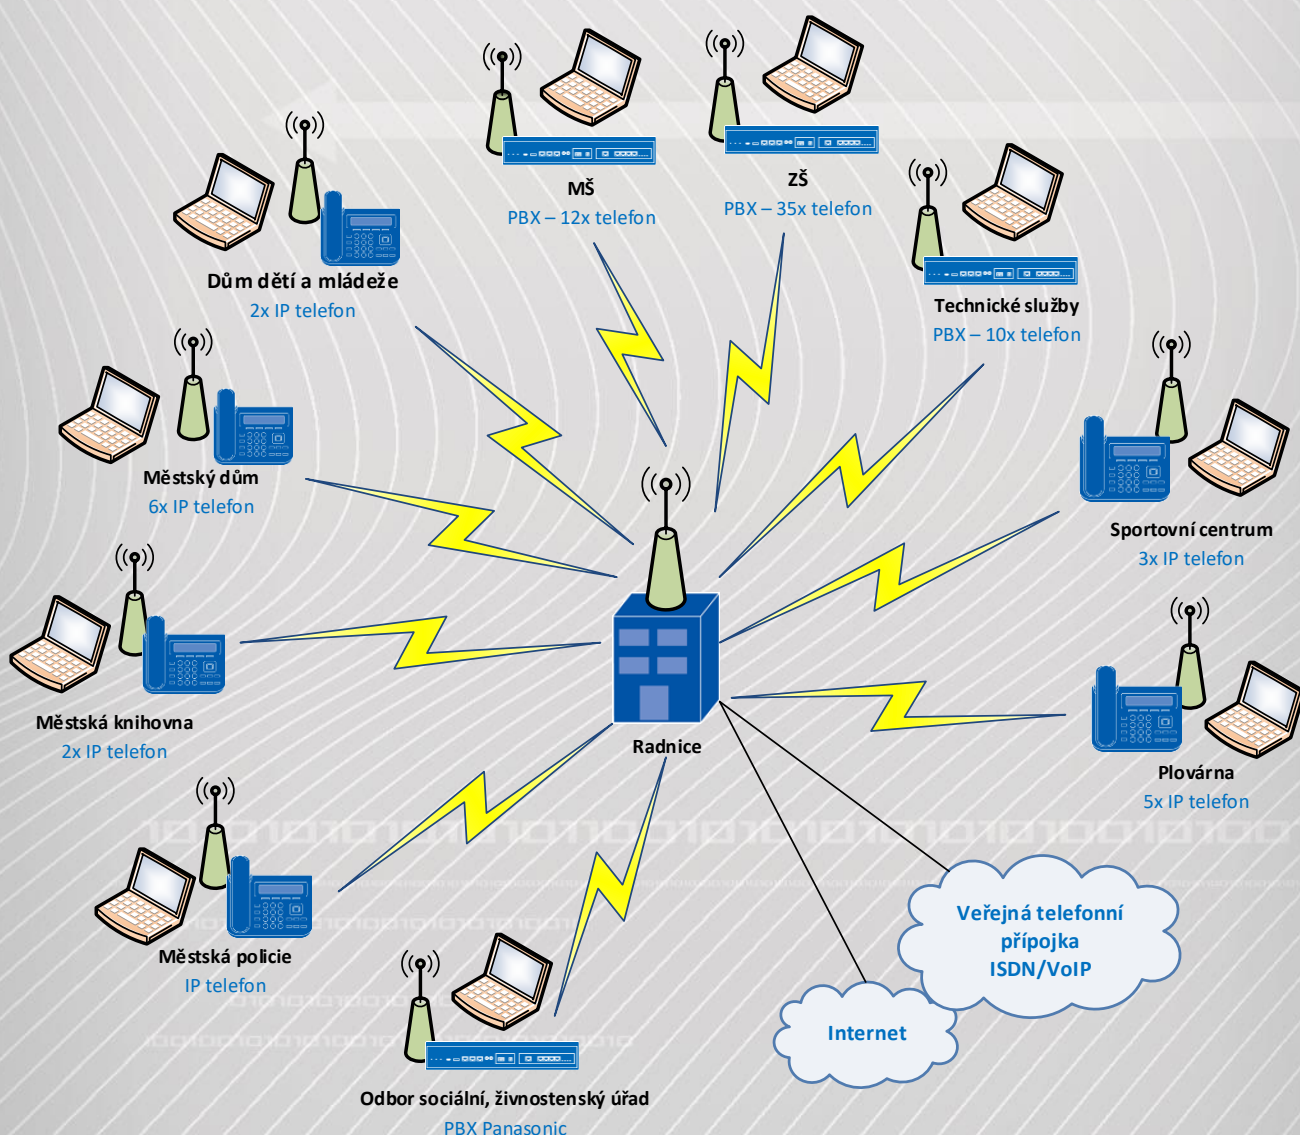 MŠ
PBX – 12x telefon
ZŠ
PBX – 35x telefon
Dům dětí a mládeže
2x IP telefon
Technické služby
PBX – 10x telefon
Městský dům
6x IP telefon
Sportovní centrum
3x IP telefon
Městská knihovna
2x IP telefon
Radnice
Plovárna
5x IP telefon
Městská policie
IP telefon
Veřejná telefonní
přípojka
ISDN/VoIP
Internet
Odbor sociální, živnostenský úřad
PBX Panasonic